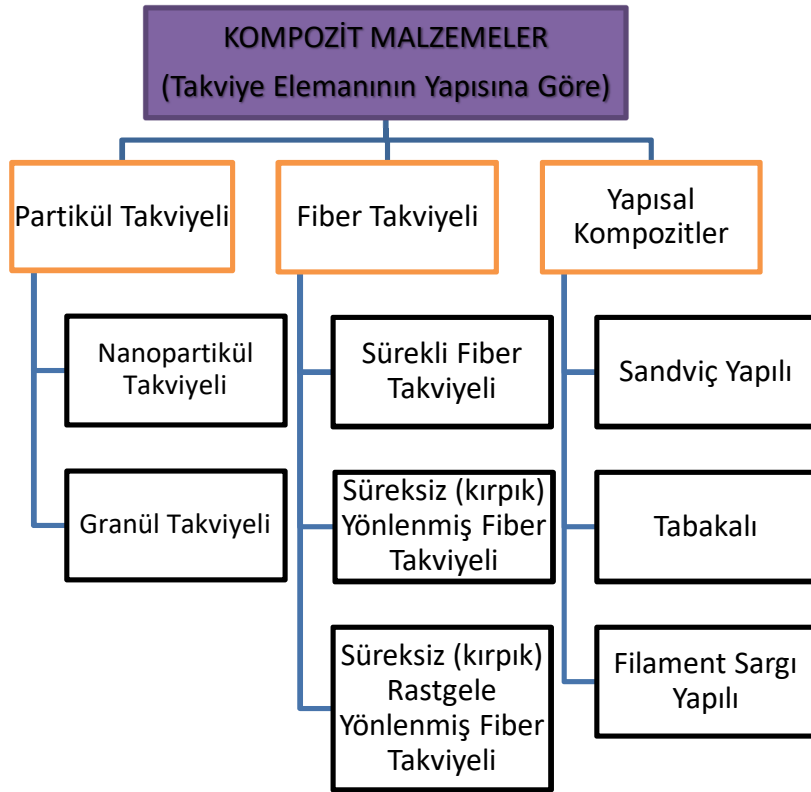 KOMPOZİT MALZEMELER
(Takviye Elemanının Yapısına Göre)
Partikül Takviyeli
Nanopartikül
Takviyeli
Granül Takviyeli
Fiber Takviyeli
Sürekli Fiber
Takviyeli
Süreksiz (kırpık)
Yönlenmiş Fiber
Takviyeli
Süreksiz (kırpık)
Rastgele
Yönlenmiş Fiber
Takviyeli
Yapısal
Kompozitler
Sandviç Yapılı
Tabakalı
Filament Sargı
Yapılı